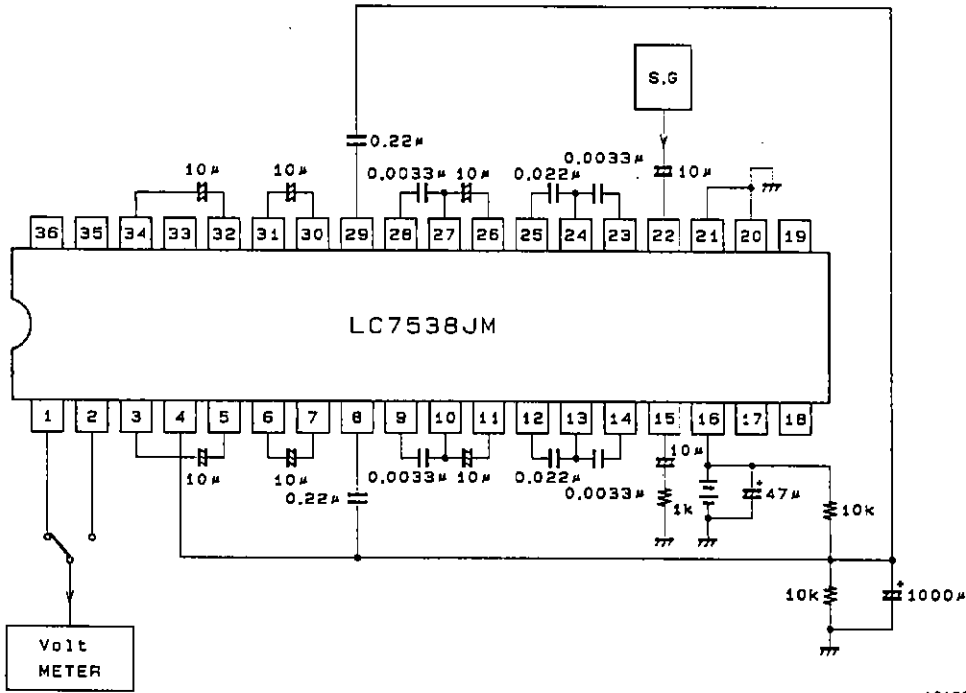 S.G
0.22μ
10μ 10μ 0.0033μ 10μ 0.022μ 0.0033μ 10μ
36 35 34 33 32 31 30 29 28 27 26 25 24 23 22 21 20 19
LC7538JM
1 2 3 4 5 6 7 8 9 10 11 12 13 14 15 16 17 18
10μ 10μ 0.22μ 0.0033μ 10μ 0.022μ 0.0033μ 10μ 1k + 47μ 10k
10k + 1000μ
Volt
METER